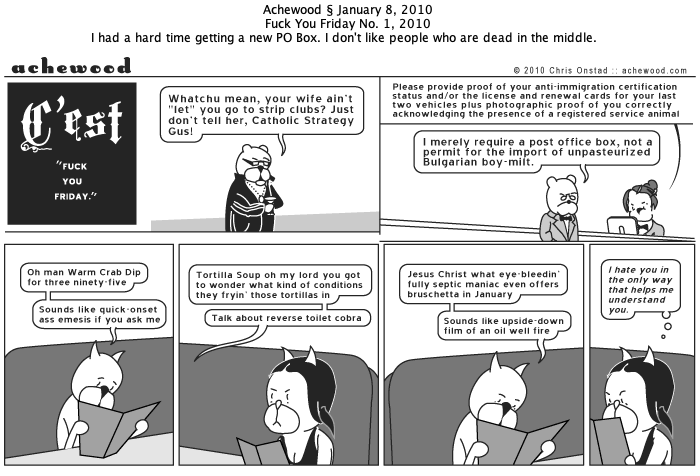 Achewood § January 8, 2010
Fuck You Friday No. 1, 2010
I had a hard time getting a new PO Box. I don't like people who are dead in the middle.
achewood
© 2010 Chris Onstad :: achewood.com
C'est
"FUCK
YOU
FRIDAY."
Whatchu mean, your wife ain't
"let" you go to strip clubs? Just
don't tell her, Catholic Strategy
Gus!
Please provide proof of your anti-immigration certification
status and/or the license and renewal cards for your last
two vehicles plus photographic proof of you correctly
acknowledging the presence of a registered service animal
I merely require a post office box, not a
permit for the import of unpasteurized
Bulgarian boy-milt.
Oh man Warm Crab Dip
for three ninety-five
Sounds like quick-onset
ass emesis if you ask me
Tortilla Soup oh my lord you got
to wonder what kind of conditions
they fryin' those tortillas in
Talk about reverse toilet cobra
Jesus Christ what eye-bleedin'
fully septic maniac even offers
bruschetta in January
Sounds like upside-down
film of an oil well fire
I hate you in
the only way
that helps me
understand
you.